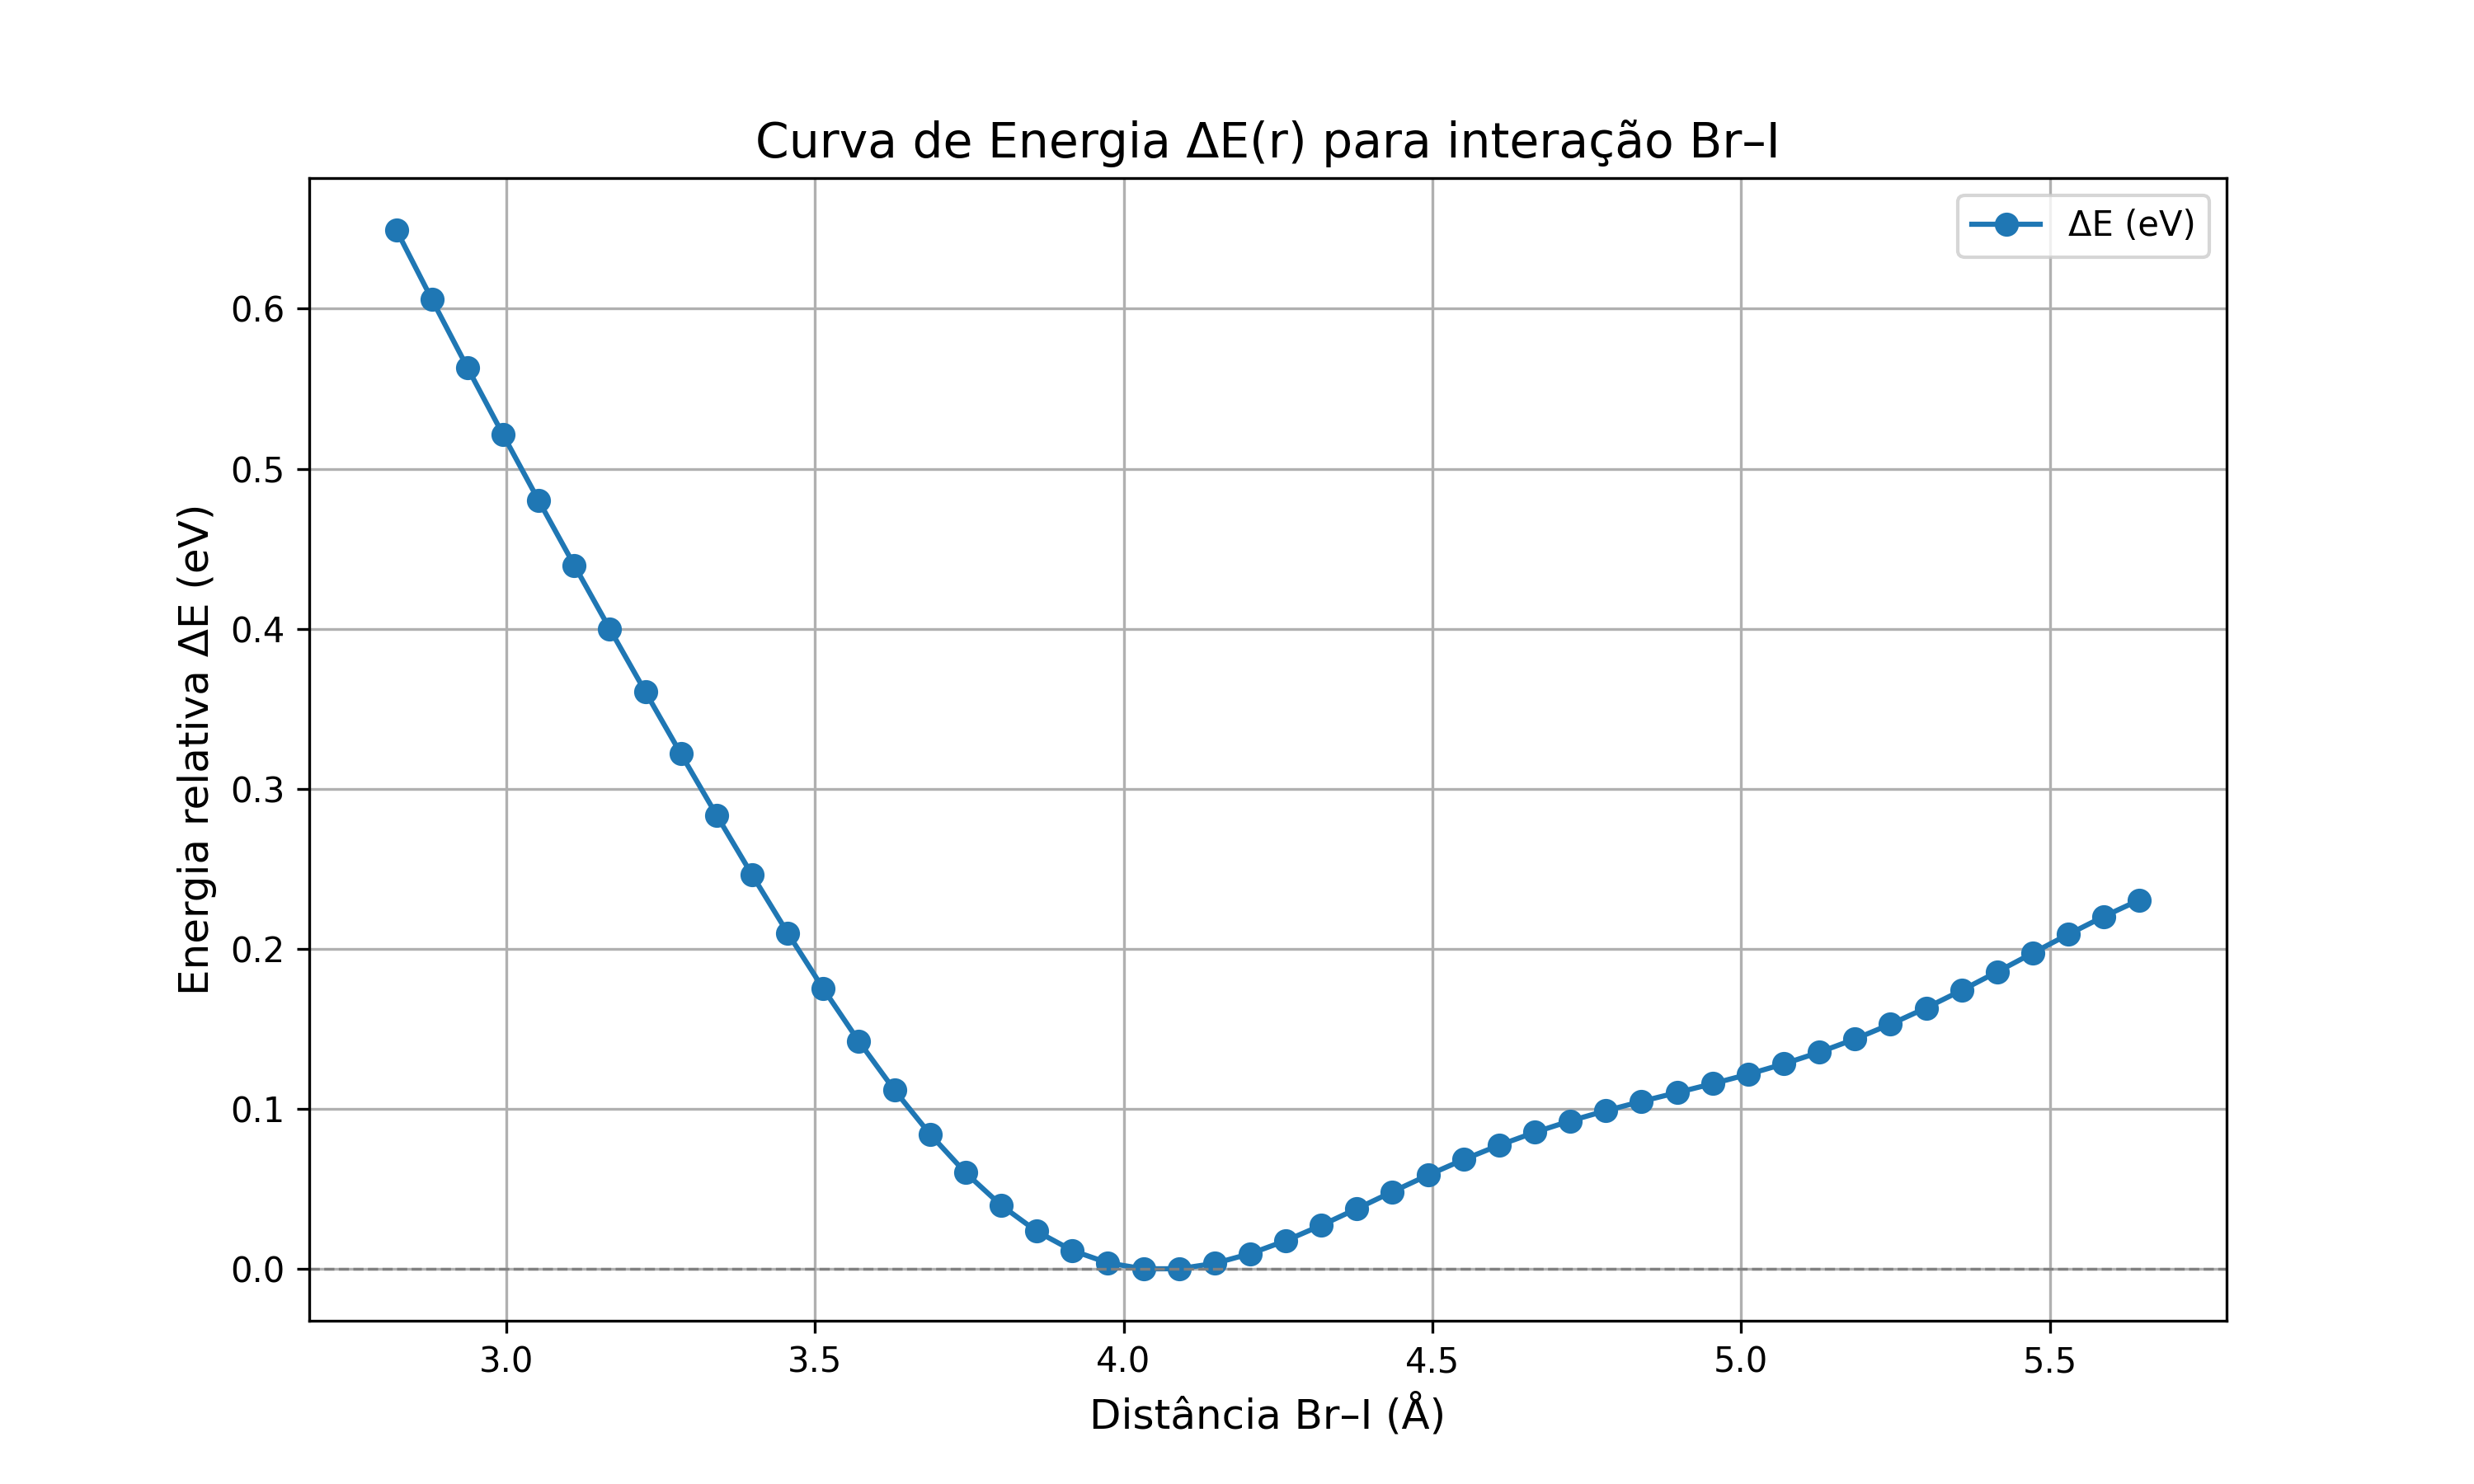 Curva de Energia ΔE(r) para interação Br–I
ΔE (eV)
Energia relativa ΔE (eV)
0.6
0.5
0.4
0.3
0.2
0.1
0.0
3.0 3.5 4.0 4.5 5.0 5.5
Distância Br–I (Å)